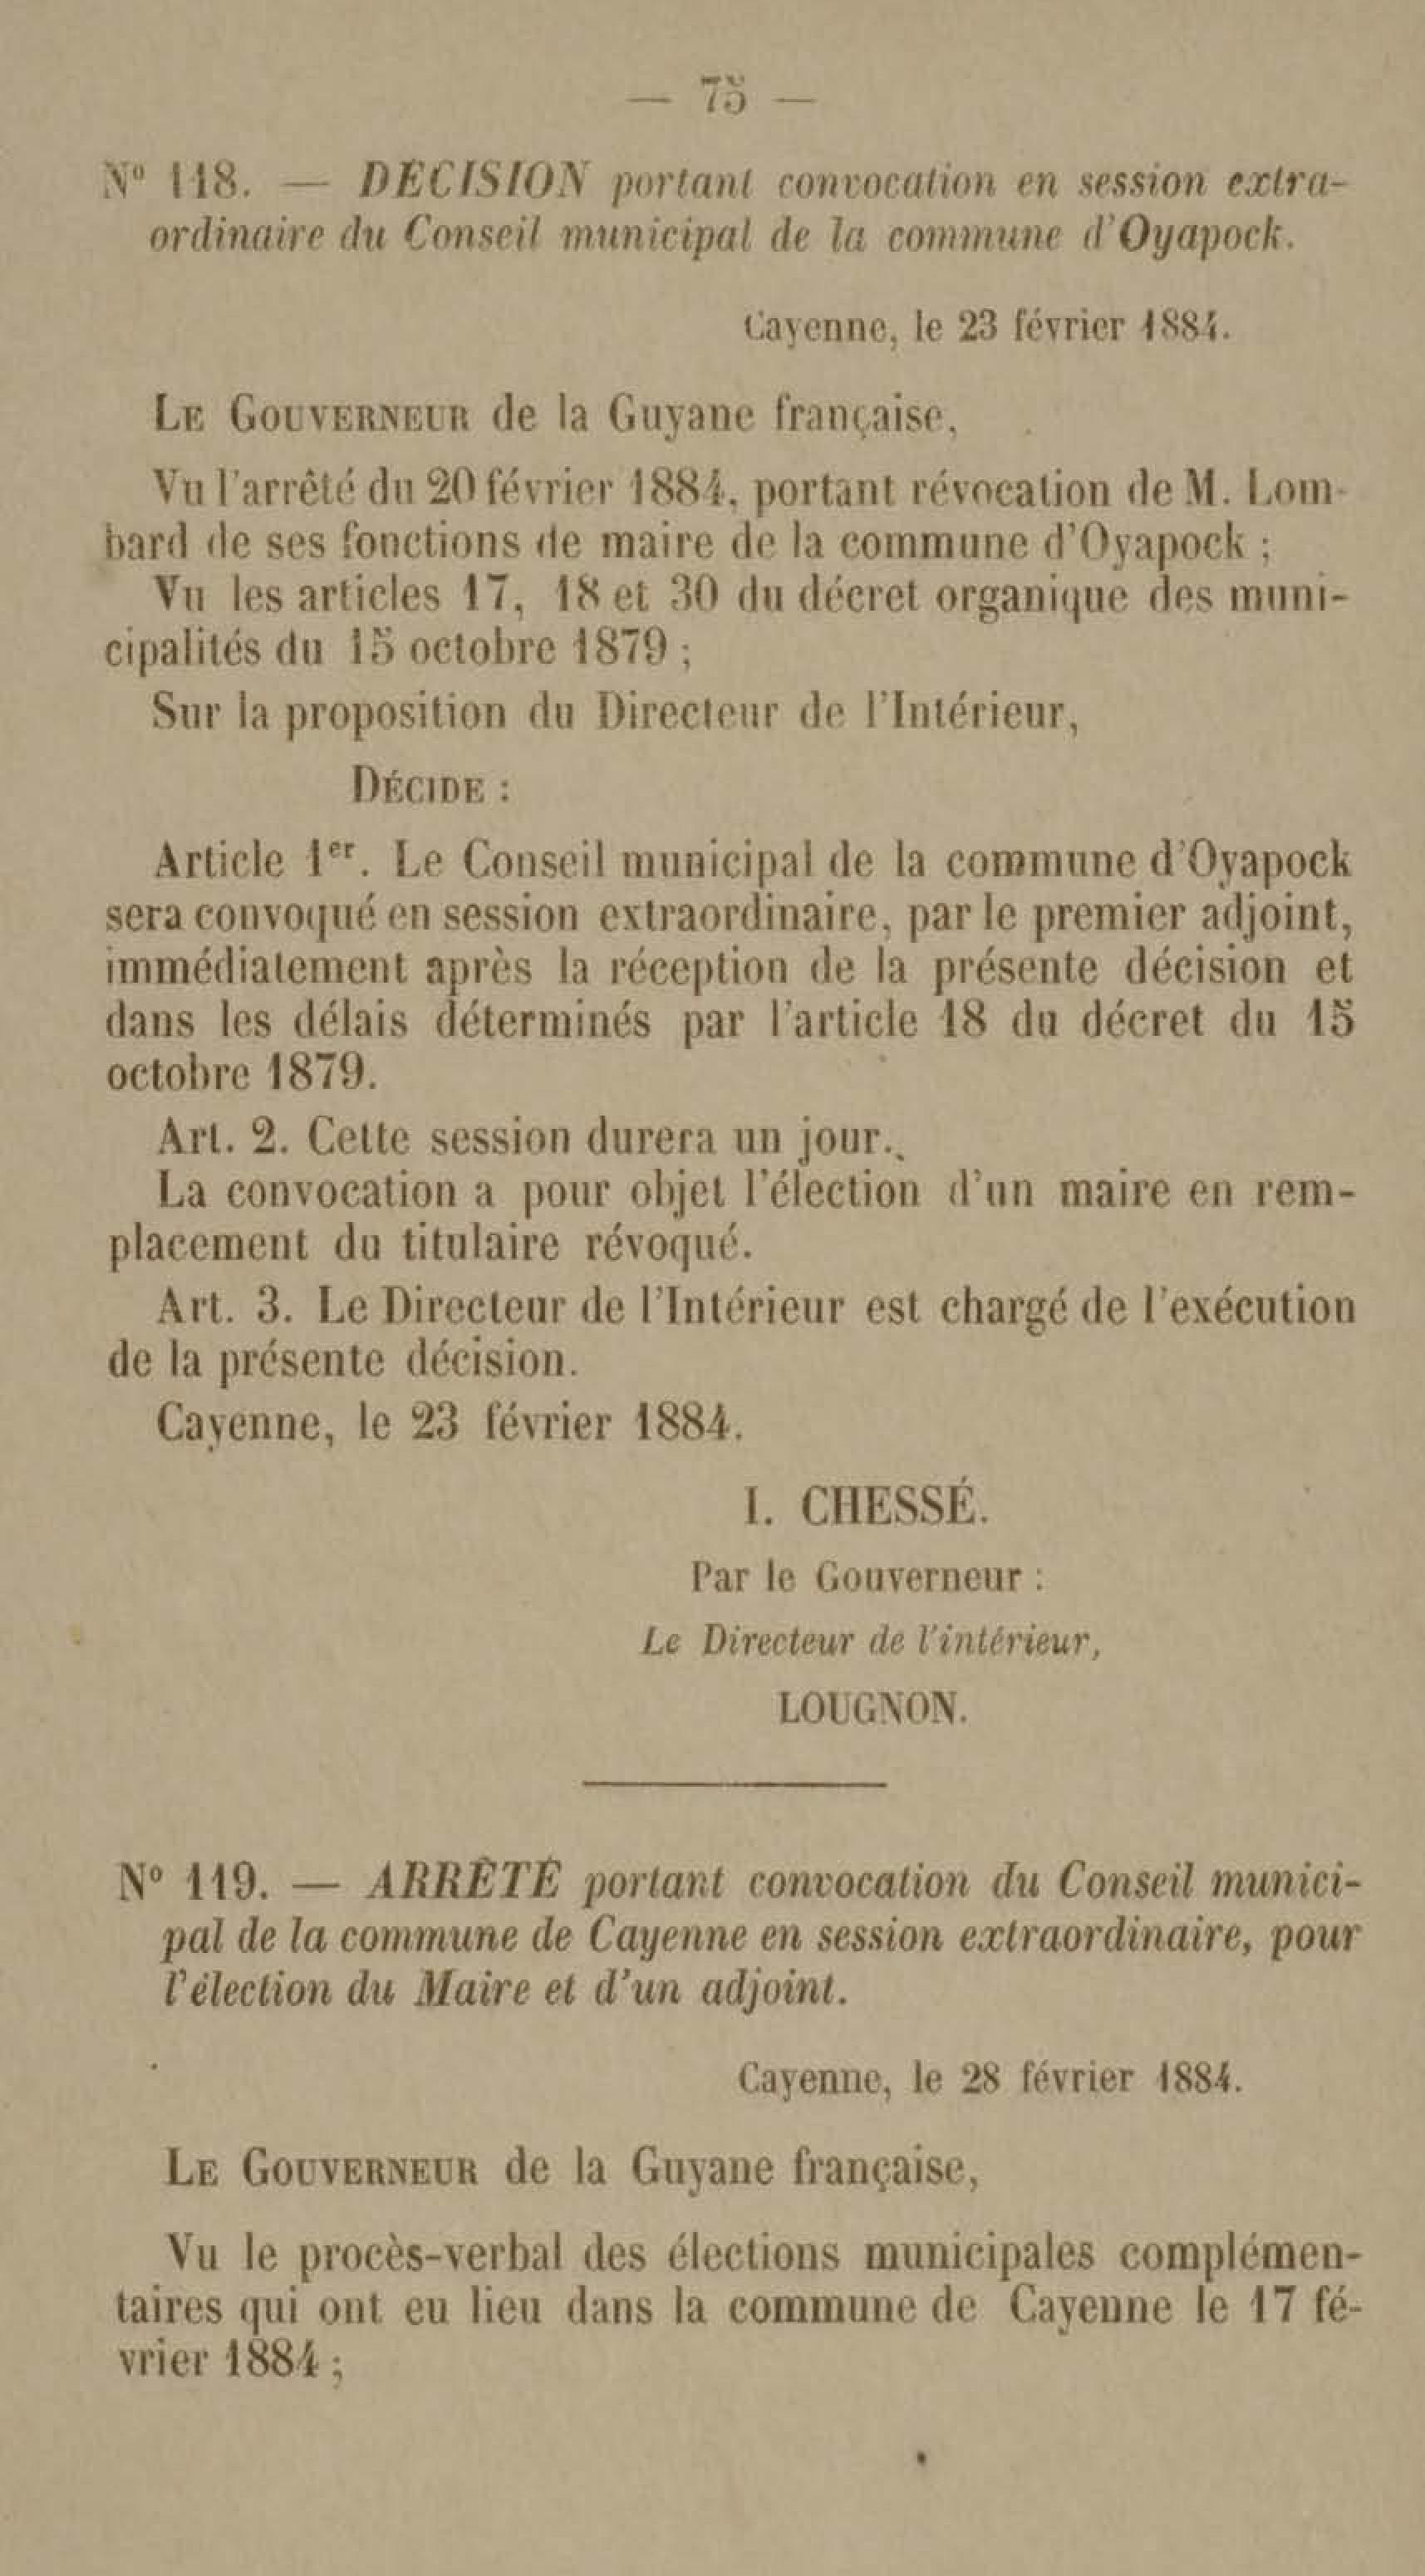 — 75 —
N° 118. — DÉCISION portant convocation en session extra-
ordinaire du Conseil municipal de la commune d'Oyapock.
Cayenne, le 23 février 1884.
LE GOUVERNEUR de la Guyane française,
Vu l'arrêté du 20 février 1884, portant révocation de M. Lom-
bard de ses fonctions de maire de la commune d'Oyapock ;
Vu les articles 17, 18 et 30 du décret organique des muni-
cipalités du 15 octobre 1879 ;
Sur la proposition du Directeur de l'Intérieur,
DÉCIDE :
Article 1er. Le Conseil municipal de la commune d'Oyapock
sera convoqué en session extraordinaire, par le premier adjoint,
immédiatement après la réception de la présente décision et
dans les délais déterminés par l'article 18 du décret du 15
octobre 1879.
Art. 2. Cette session durera un jour.
La convocation a pour objet l'élection d'un maire en rem-
placement du titulaire révoqué.
Art. 3. Le Directeur de l'Intérieur est chargé de l'exécution
de la présente décision.
Cayenne, le 23 février 1884.
I. CHESSÉ.
Par le Gouverneur :
Le Directeur de l'intérieur,
LOUGNON.
N° 119. — ARRÊTÉ portant convocation du Conseil munici-
pal de la commune de Cayenne en session extraordinaire, pour
l'élection du Maire et d'un adjoint.
Cayenne, le 28 février 1884.
LE GOUVERNEUR de la Guyane française,
Vu le procès-verbal des élections municipales complémen-
taires qui ont eu lieu dans la commune de Cayenne le 17 fé-
vrier 1884 ;